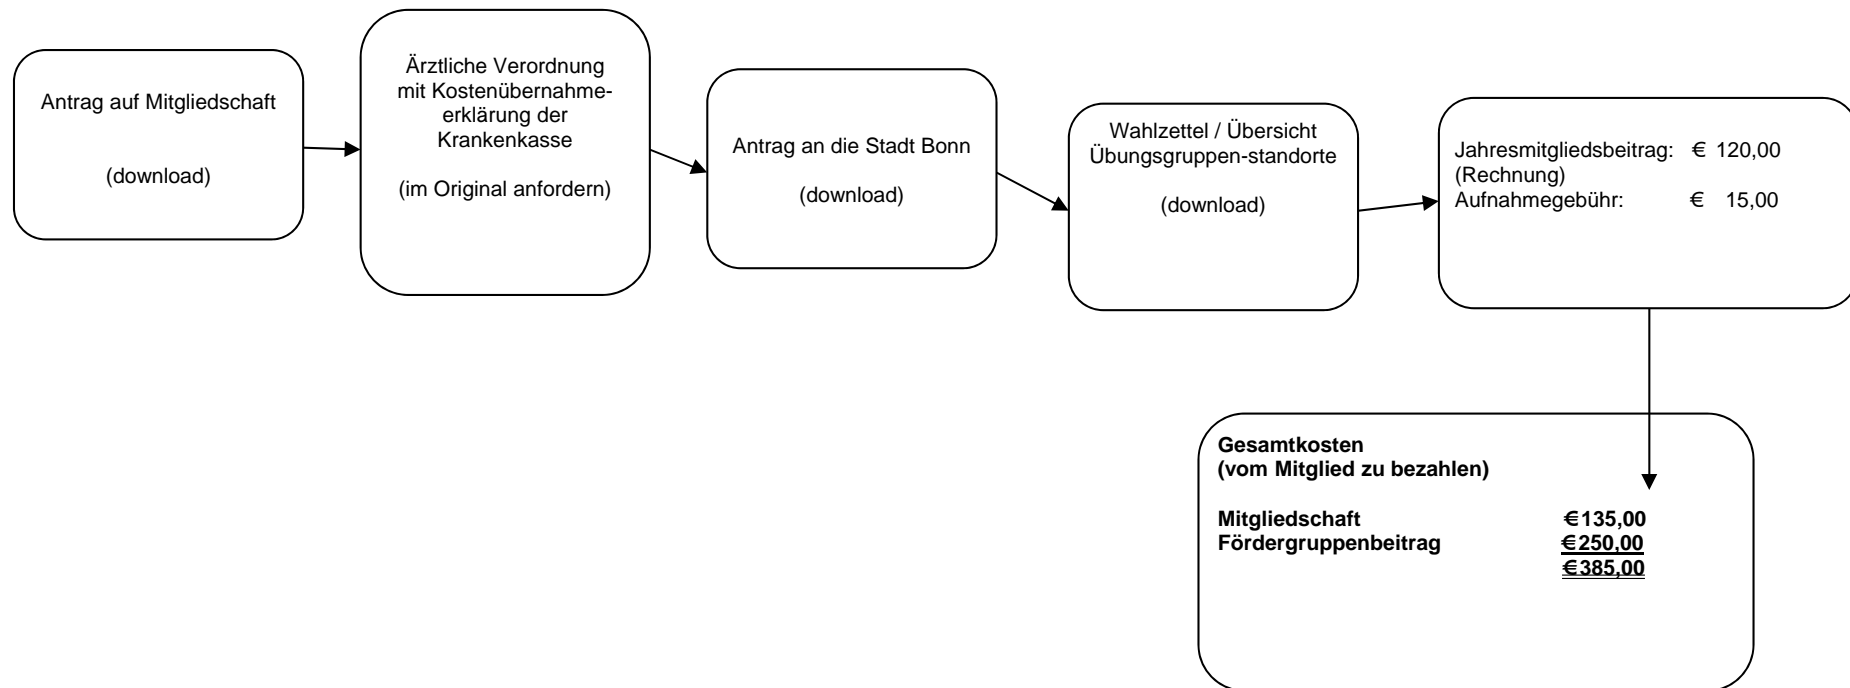 Antrag auf Mitgliedschaft
(download)
Ärztliche Verordnung
mit Kostenübernahme-
erklärung der
Krankenkasse
(im Original anfordern)
Antrag an die Stadt Bonn
(download)
Wahlzettel / Übersicht
Übungsgruppen-standorte
(download)
Jahresmitgliedsbeitrag: € 120,00
(Rechnung)
Aufnahmegebühr: € 15,00
Gesamtkosten
(vom Mitglied zu bezahlen)
Mitgliedschaft €135,00
Fördergruppenbeitrag €250,00
€385,00